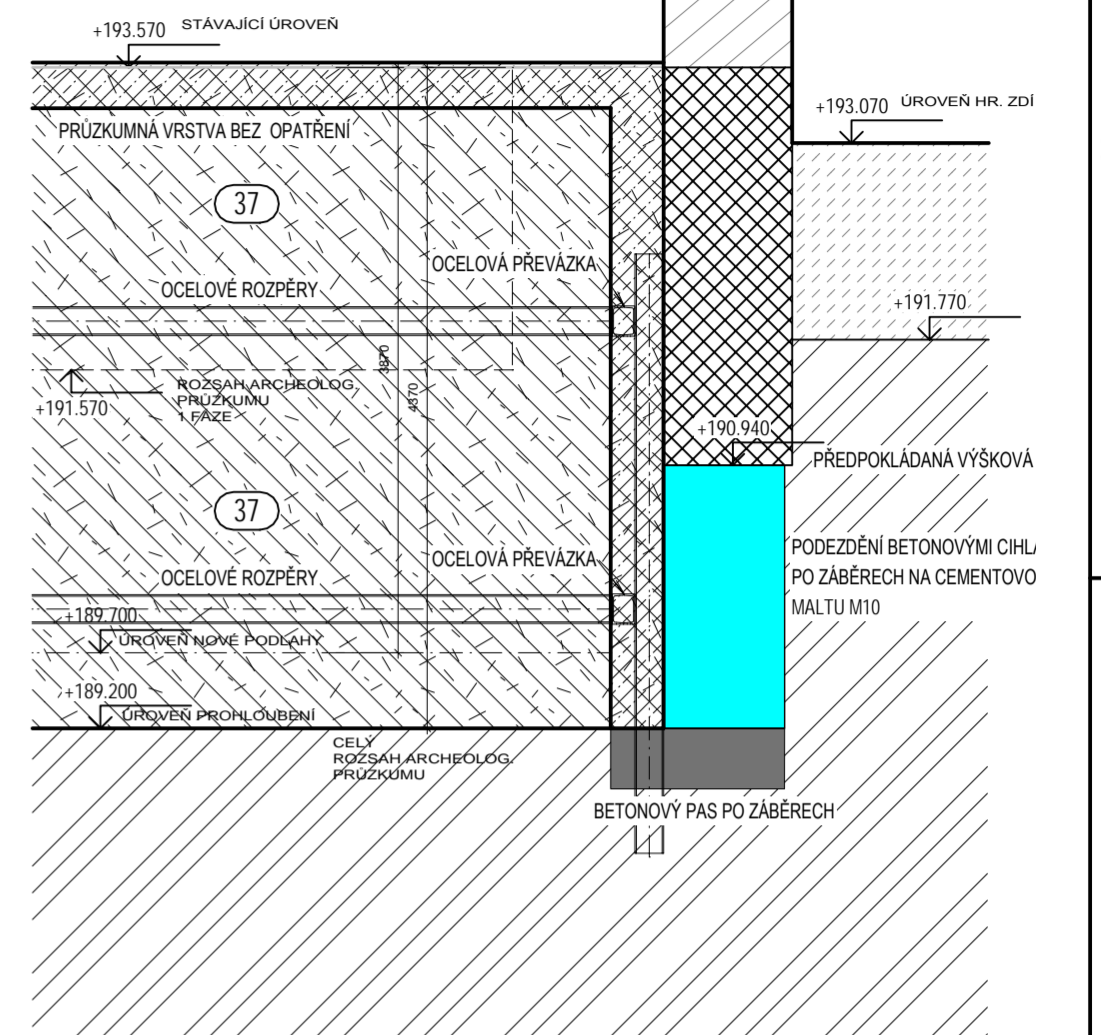 +193.570 STÁVAJÍCÍ ÚROVEŇ
+193.070 ÚROVEŇ HR. ZDÍ
PRŮZKUMNÁ VRSTVA BEZ OPATŘENÍ
37
OCELOVÁ PŘEVÁZKA
OCELOVÉ ROZPĚRY
+191.770
3870
4370
+191.570
ROZSAH ARCHEOLOG.
PRŮZKUMU
1 FÁZE
+190.940
PŘEDPOKLÁDANÁ VÝŠKOVÁ
37
OCELOVÁ PŘEVÁZKA
OCELOVÉ ROZPĚRY
PODEZDĚNÍ BETONOVÝMI CIHL
PO ZÁBĚRECH NA CEMENTOVO
MALTU M10
+189.700
ÚROVEŇ NOVÉ PODLAHY
+189.200
ÚROVEŇ PROHLOUBENÍ
CELÝ
ROZSAH ARCHEOLOG.
PRŮZKUMU
BETONOVÝ PAS PO ZÁBĚRECH